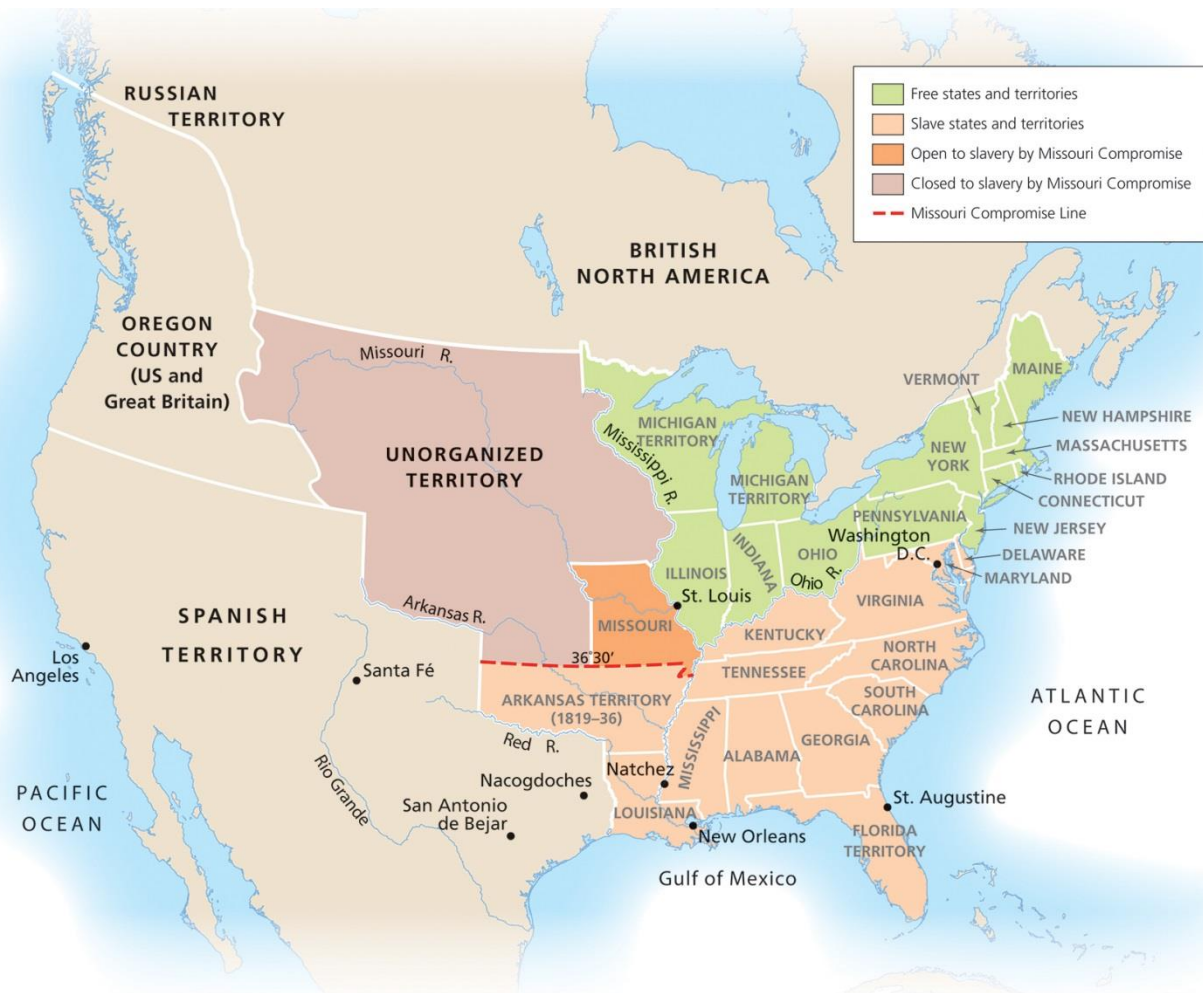 RUSSIAN
TERRITORY
Free states and territories
Slave states and territories
Open to slavery by Missouri Compromise
Closed to slavery by Missouri Compromise
Missouri Compromise Line
BRITISH
NORTH AMERICA
OREGON
COUNTRY
(US and
Great Britain)
Missouri R.
MAINE
VERMONT
NEW HAMPSHIRE
MICHIGAN
TERRITORY
Mississippi R.
MASSACHUSETTS
NEW
YORK
UNORGANIZED
TERRITORY
MICHIGAN
TERRITORY
RHODE ISLAND
CONNECTICUT
PENNSYLVANIA
NEW JERSEY
Washington
D.C.
OHIO
INDIANA
DELAWARE
MARYLAND
ILLINOIS
Ohio R.
St. Louis
VIRGINIA
Arkansas R.
MISSOURI
KENTUCKY
SPANISH
TERRITORY
36°30'
NORTH
CAROLINA
TENNESSEE
Los
Angeles
Santa Fé
ARKANSAS TERRITORY
(1819–36)
SOUTH
CAROLINA
ATLANTIC
OCEAN
Red R.
MISSISSIPPI
ALABAMA
GEORGIA
Natchez
Nacogdoches
Rio Grande
PACIFIC
OCEAN
San Antonio
de Bejar
LOUISIANA
St. Augustine
New Orleans
FLORIDA
TERRITORY
Gulf of Mexico